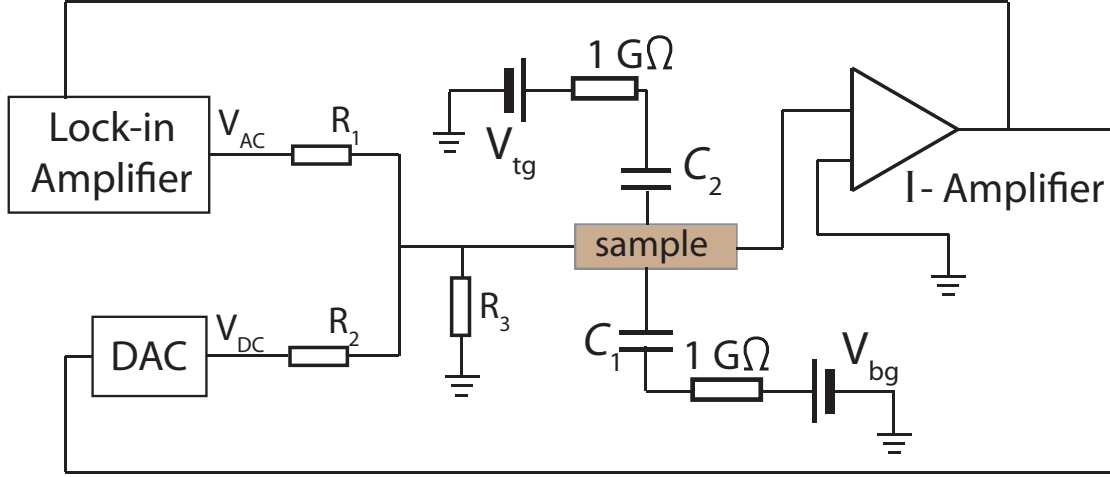 1 GΩ
Lock-in
Amplifier
V_AC
R_1
V_tg
C_2
I- Amplifier
sample
R_3
DAC
V_DC
R_2
C_1
1 GΩ
V_bg